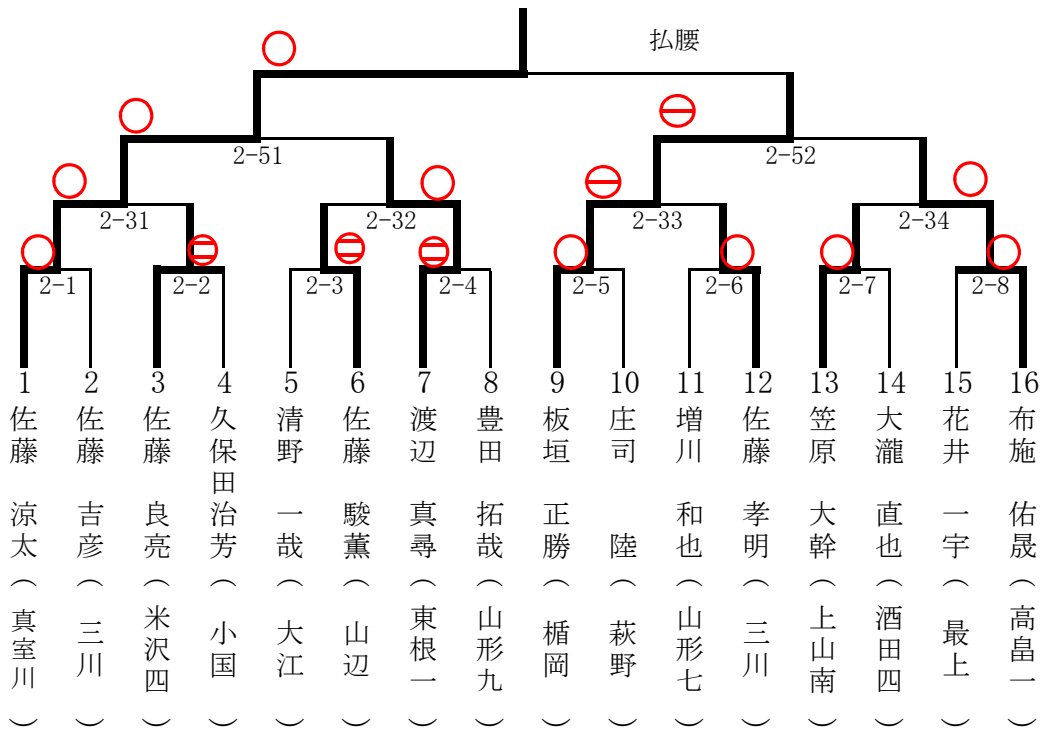 払腰
2-51
2-52
2-31
2-32
2-33
2-34
2-1
2-2
2-3
2-4
2-5
2-6
2-7
2-8
1
2
3
4
5
6
7
8
9
10
11
12
13
14
15
16
佐藤 涼太(真室川)
佐藤 吉彦(三川)
佐藤 良亮(米沢四)
久保田治芳(小国)
清野 一哉(大江)
佐藤 駿薫(山辺)
渡辺 真尋(東根一)
豊田 拓哉(山形九)
板垣 正勝(楯岡)
庄司 陸(萩野)
増川 和也(山形七)
佐藤 孝明(三川)
笠原 大幹(上山南)
大瀧 直也(酒田四)
花井 一宇(最上)
布施 佑晟(高畠一)